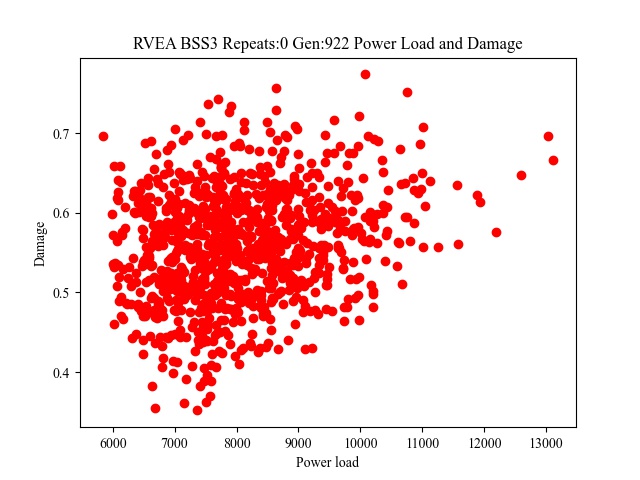 RVEA BSS3 Repeats:0 Gen:922 Power Load and Damage
Damage
0.7
0.6
0.5
0.4
6000 7000 8000 9000 10000 11000 12000 13000
Power load